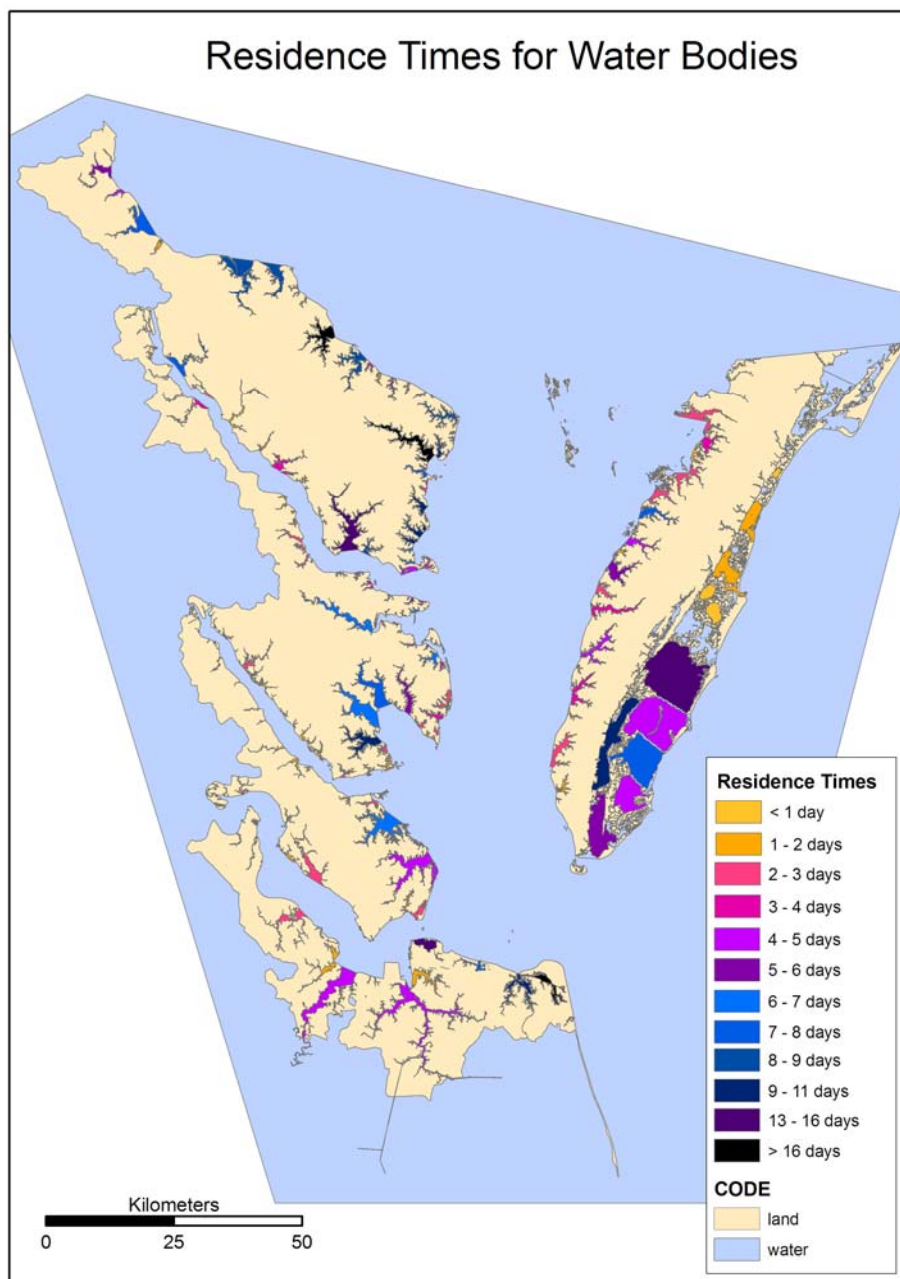 Residence Times for Water Bodies
Residence Times
< 1 day
1 - 2 days
2 - 3 days
3 - 4 days
4 - 5 days
5 - 6 days
6 - 7 days
7 - 8 days
8 - 9 days
9 - 11 days
13 - 16 days
> 16 days
CODE
land
water
Kilometers
0 25 50